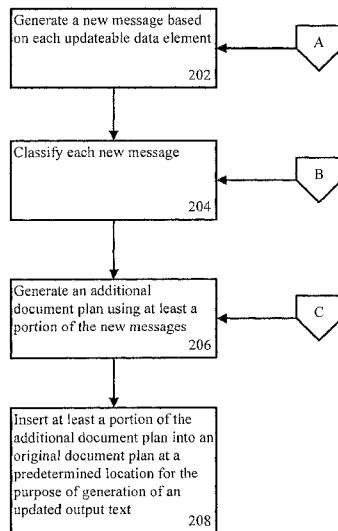 Generate a new message based
on each updateable data element
202
A
Classify each new message
204
B
Generate an additional
document plan using at least a
portion of the new messages
206
C
Insert at least a portion of the
additional document plan into an
original document plan at a
predetermined location for the
purpose of generation of an
updated output text
208